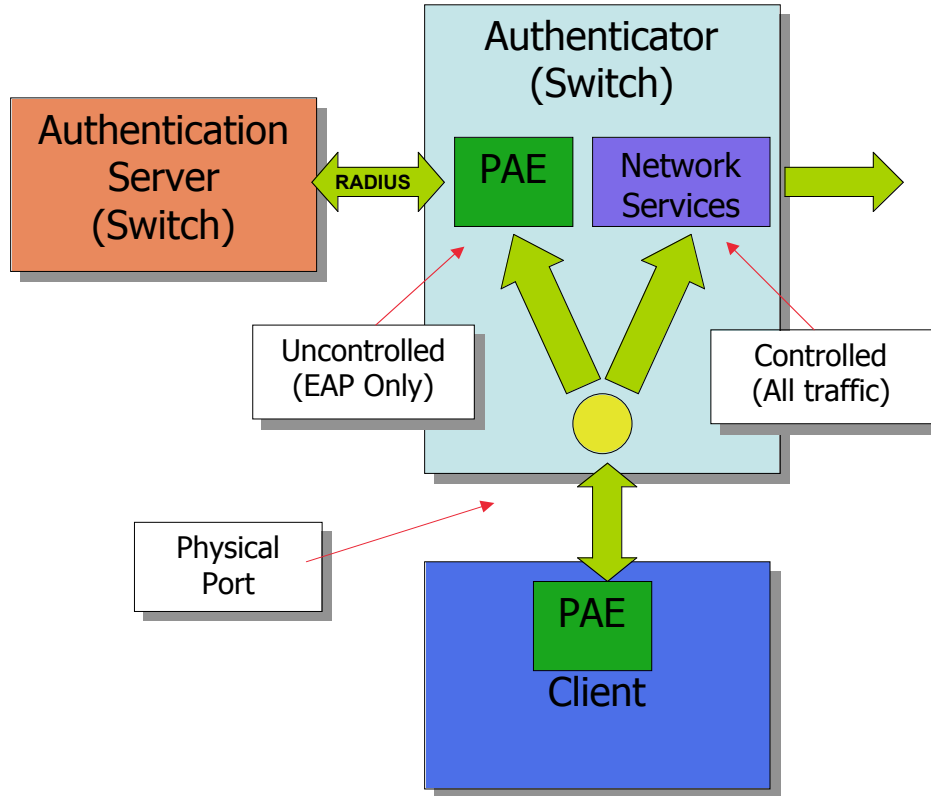 Authenticator
(Switch)
Authentication
Server
(Switch)
RADIUS
PAE
Network
Services
Uncontrolled
(EAP Only)
Controlled
(All traffic)
Physical
Port
PAE
Client